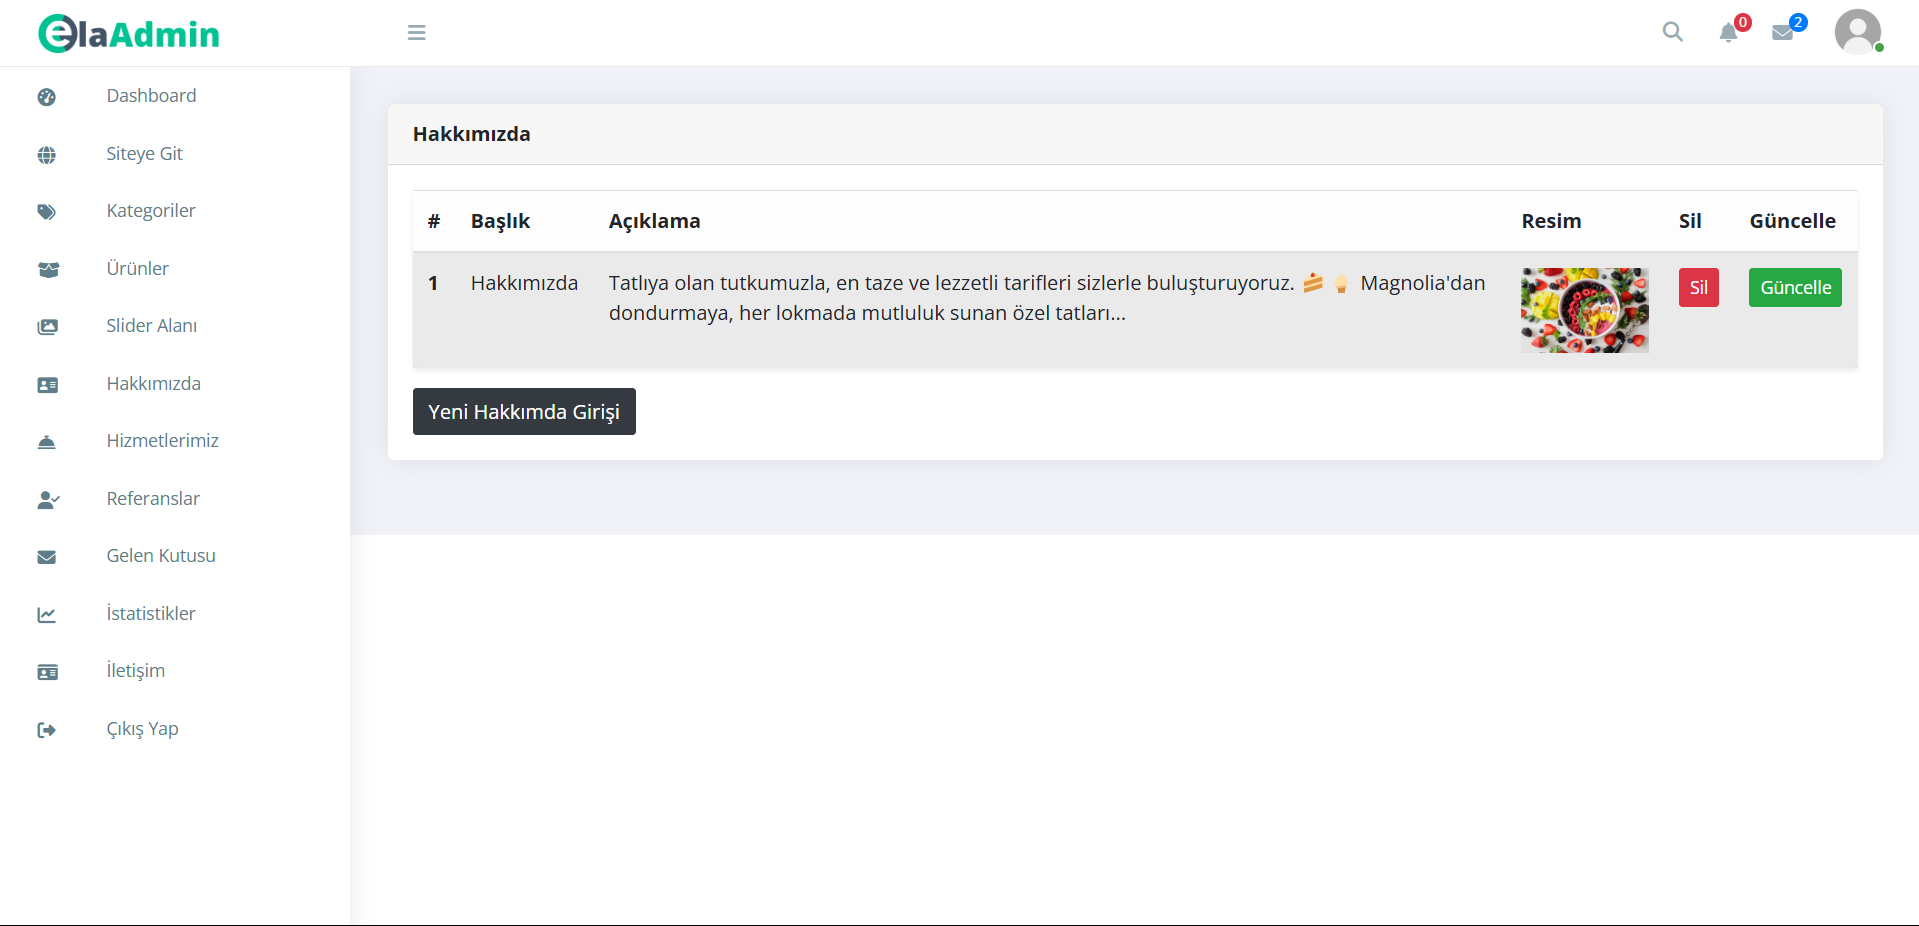 elaAdmin
0
2
Dashboard
Siteye Git
Kategoriler
Ürünler
Slider Alanı
Hakkımızda
Hizmetlerimiz
Referanslar
Gelen Kutusu
İstatistikler
İletişim
Çıkış Yap
Hakkımızda
# Başlık Açıklama Resim Sil Güncelle
1 Hakkımızda Tatlıya olan tutkumuzla, en taze ve lezzetli tarifleri sizlerle buluşturuyoruz. 🍰 🍦 Magnolia'dan Sil Güncelle
dondurmaya, her lokmada mutluluk sunan özel tatları...
Yeni Hakkımda Girişi